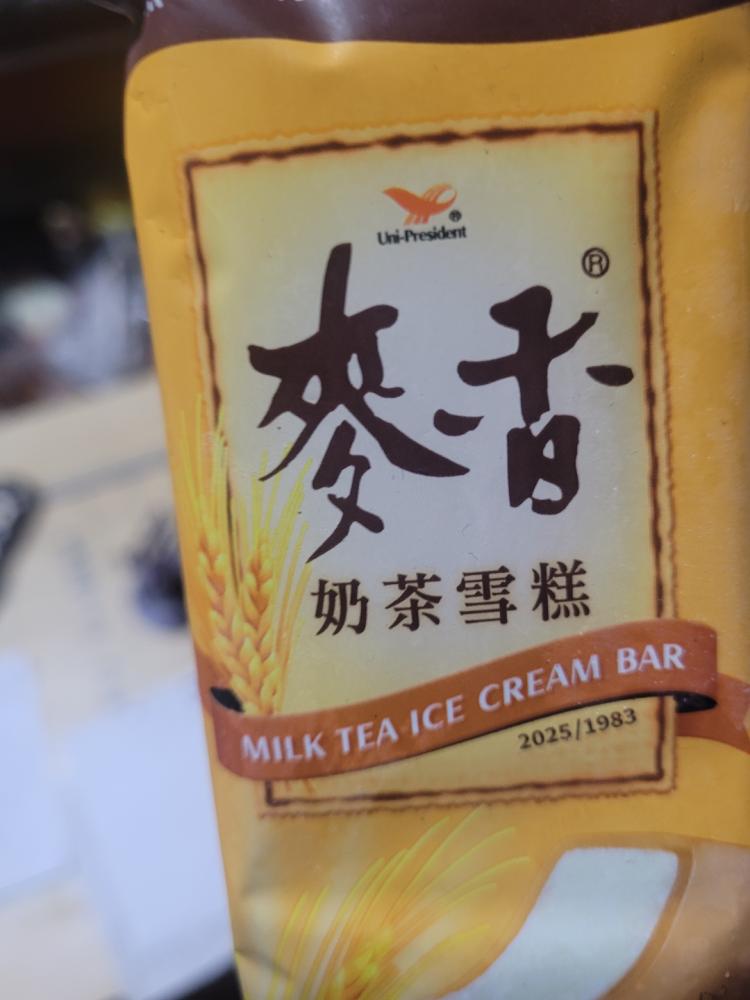 Uni-President®
麥香®
奶茶雪糕
MILK TEA ICE CREAM BAR
2025/1983